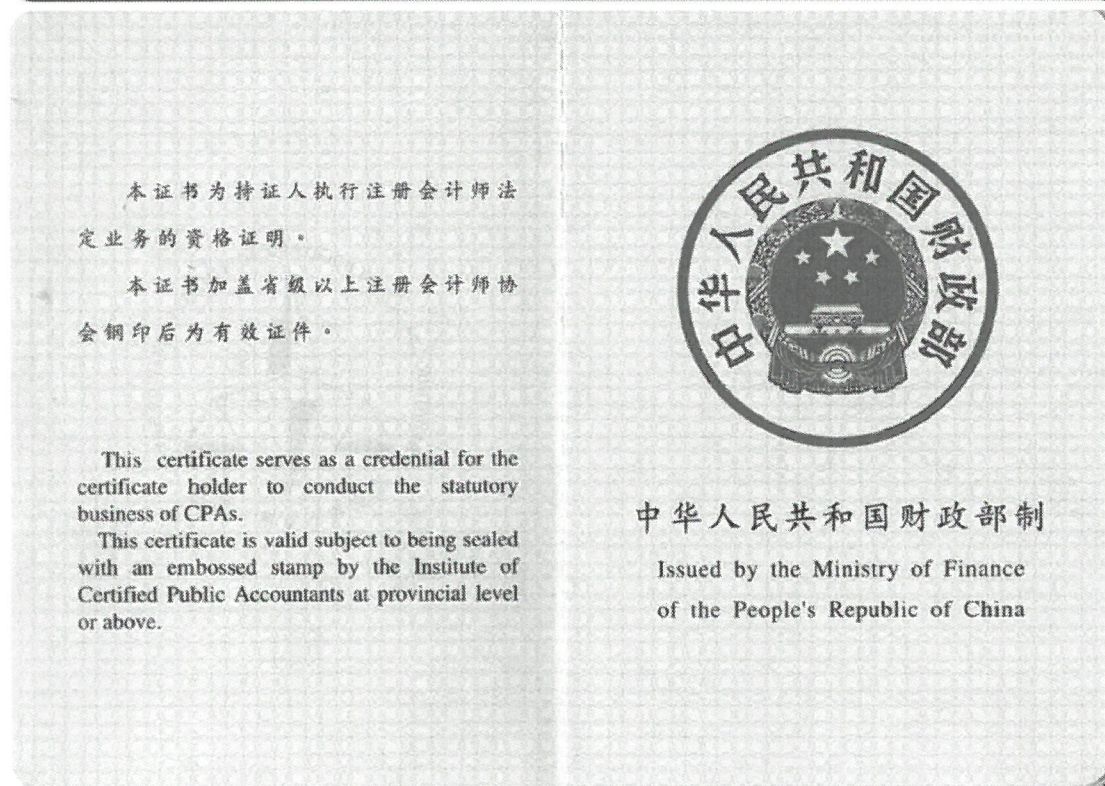 本证书为持证人执行注册会计师法
定业务的资格证明。
本证书加盖省级以上注册会计师协
会钢印后为有效证件。
This certificate serves as a credential for the
certificate holder to conduct the statutory
business of CPAs.
This certificate is valid subject to being sealed
with an embossed stamp by the Institute of
Certified Public Accountants at provincial level
or above.
中华人民共和国财政部
中华人民共和国财政部制
Issued by the Ministry of Finance
of the People's Republic of China